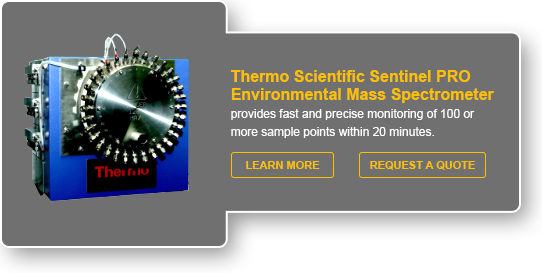 Thermo Scientific Sentinel PRO
Environmental Mass Spectrometer
provides fast and precise monitoring of 100 or
more sample points within 20 minutes.
LEARN MORE
REQUEST A QUOTE
Thermo